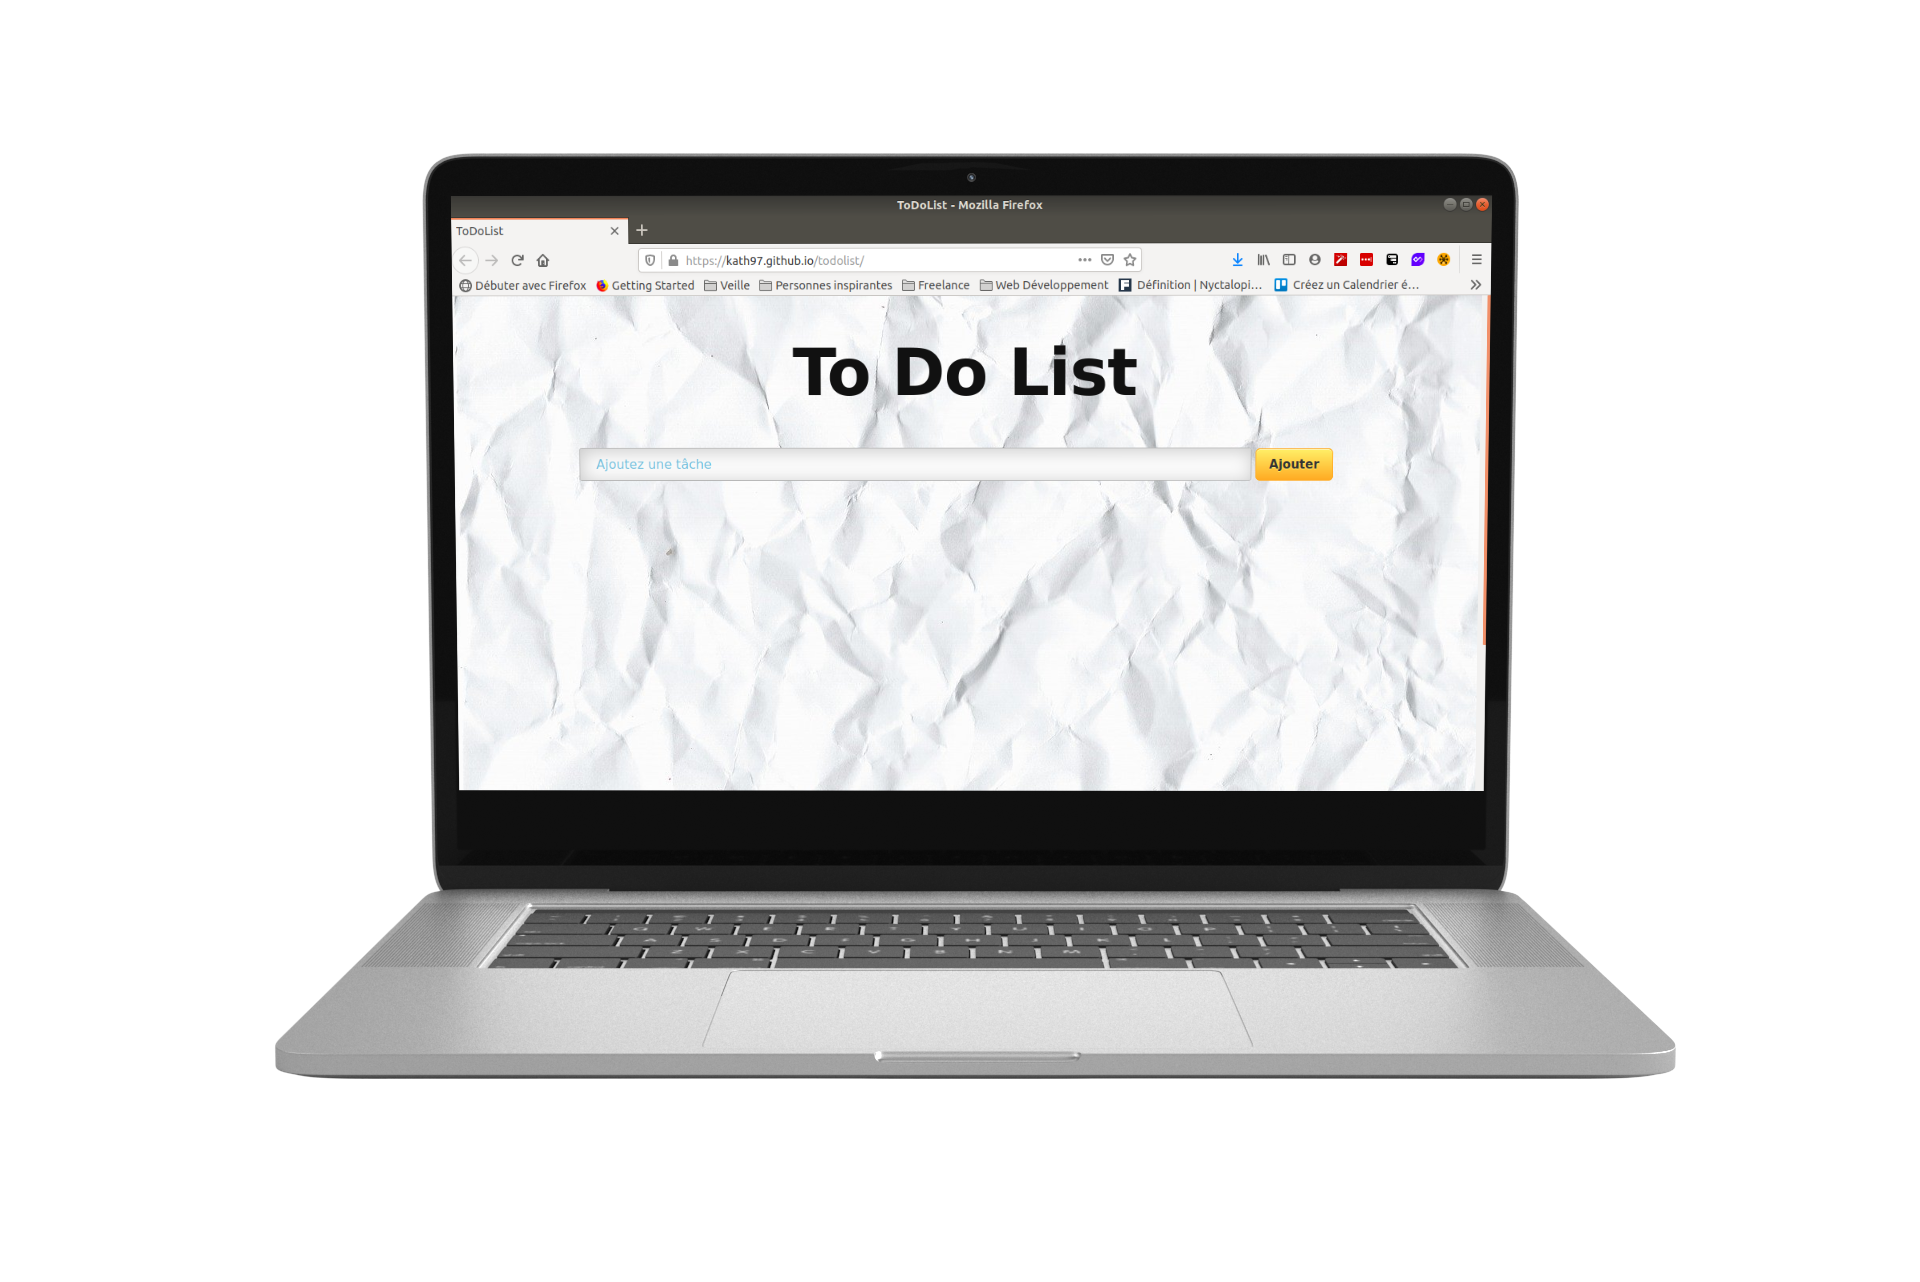 ToDoList - Mozilla Firefox
ToDoList
https://kath97.github.io/todolist/
Débuter avec Firefox Getting Started Veille Personnes inspirantes Freelance Web Développement Définition | Nyctalopi... Créez un Calendrier é...
To Do List
Ajoutez une tâche Ajouter